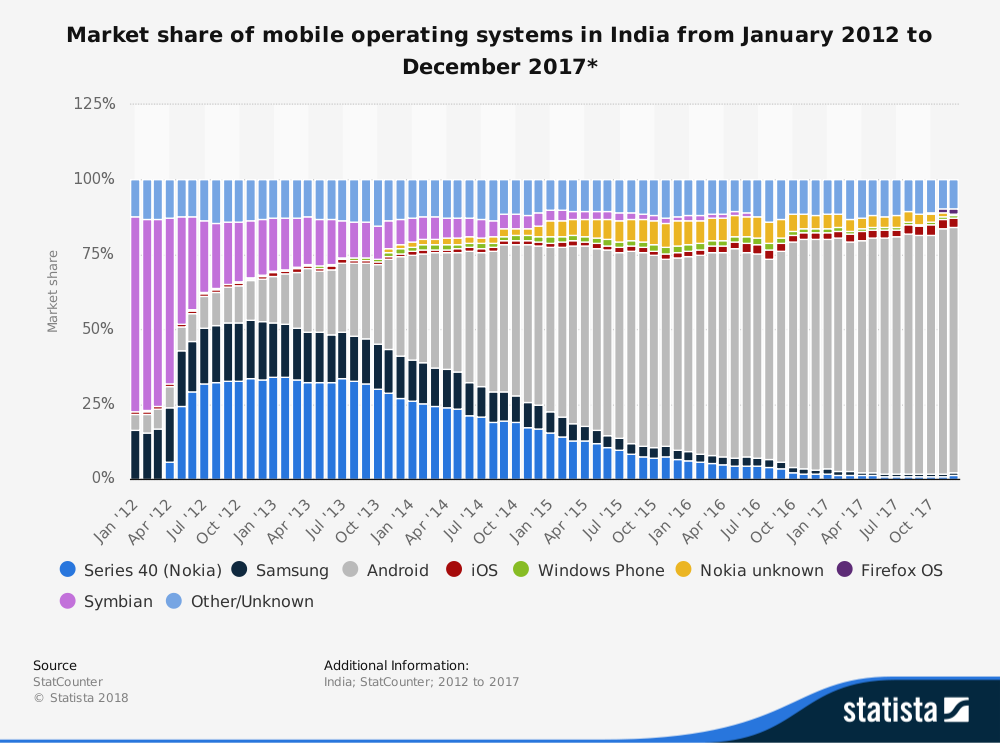 Market share of mobile operating systems in India from January 2012 to
December 2017*
125%
100%
75%
50%
25%
0%
Market share
Jan '12
Apr '12
Jul '12
Oct '12
Jan '13
Apr '13
Jul '13
Oct '13
Jan '14
Apr '14
Jul '14
Oct '14
Jan '15
Apr '15
Jul '15
Oct '15
Jan '16
Apr '16
Jul '16
Oct '16
Jan '17
Apr '17
Jul '17
Oct '17
Series 40 (Nokia) Samsung Android iOS Windows Phone Nokia unknown Firefox OS
Symbian Other/Unknown
Source
StatCounter
© Statista 2018
Additional Information:
India; StatCounter; 2012 to 2017
statista